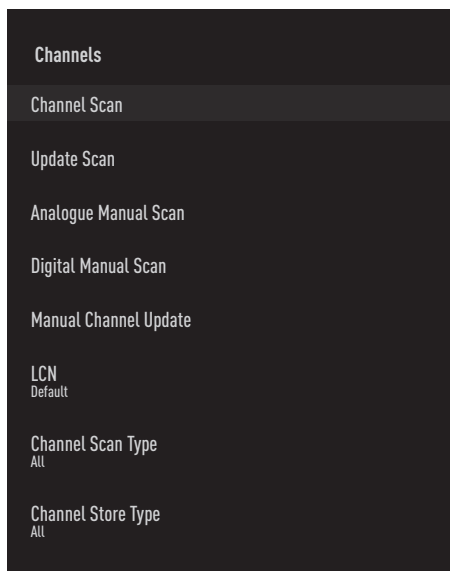 Channels
Channel Scan
Update Scan
Analogue Manual Scan
Digital Manual Scan
Manual Channel Update
LCN
Default
Channel Scan Type
All
Channel Store Type
All